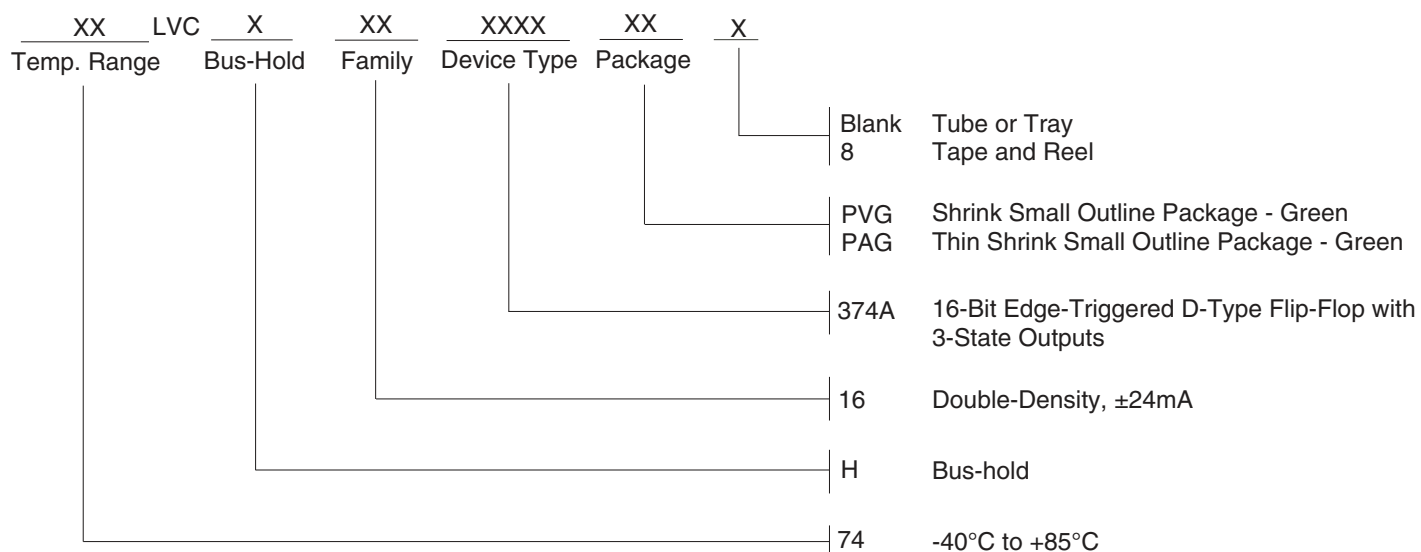 XX LVC X XX XXXX XX X
Temp. Range Bus-Hold Family Device Type Package
Blank Tube or Tray
8 Tape and Reel
PVG Shrink Small Outline Package - Green
PAG Thin Shrink Small Outline Package - Green
374A 16-Bit Edge-Triggered D-Type Flip-Flop with
3-State Outputs
16 Double-Density, ±24mA
H Bus-hold
74 -40°C to +85°C